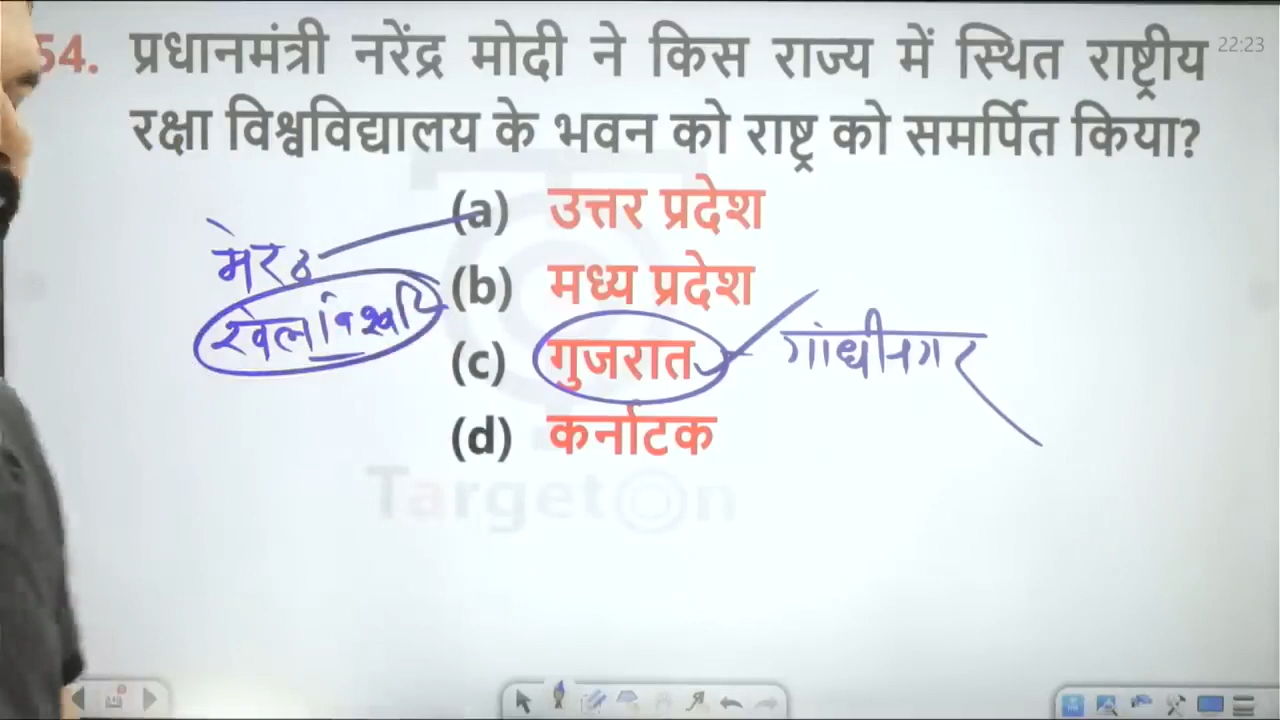 54. प्रधानमंत्री नरेंद्र मोदी ने किस राज्य में स्थित राष्ट्रीय
22:23
रक्षा विश्वविद्यालय के भवन को राष्ट्र को समर्पित किया?
(a) उत्तर प्रदेश
मेरठ
(b) मध्य प्रदेश
खेल विश्ववि
(c) गुजरात
गांधीनगर
(d) कर्नाटक
TargetOn